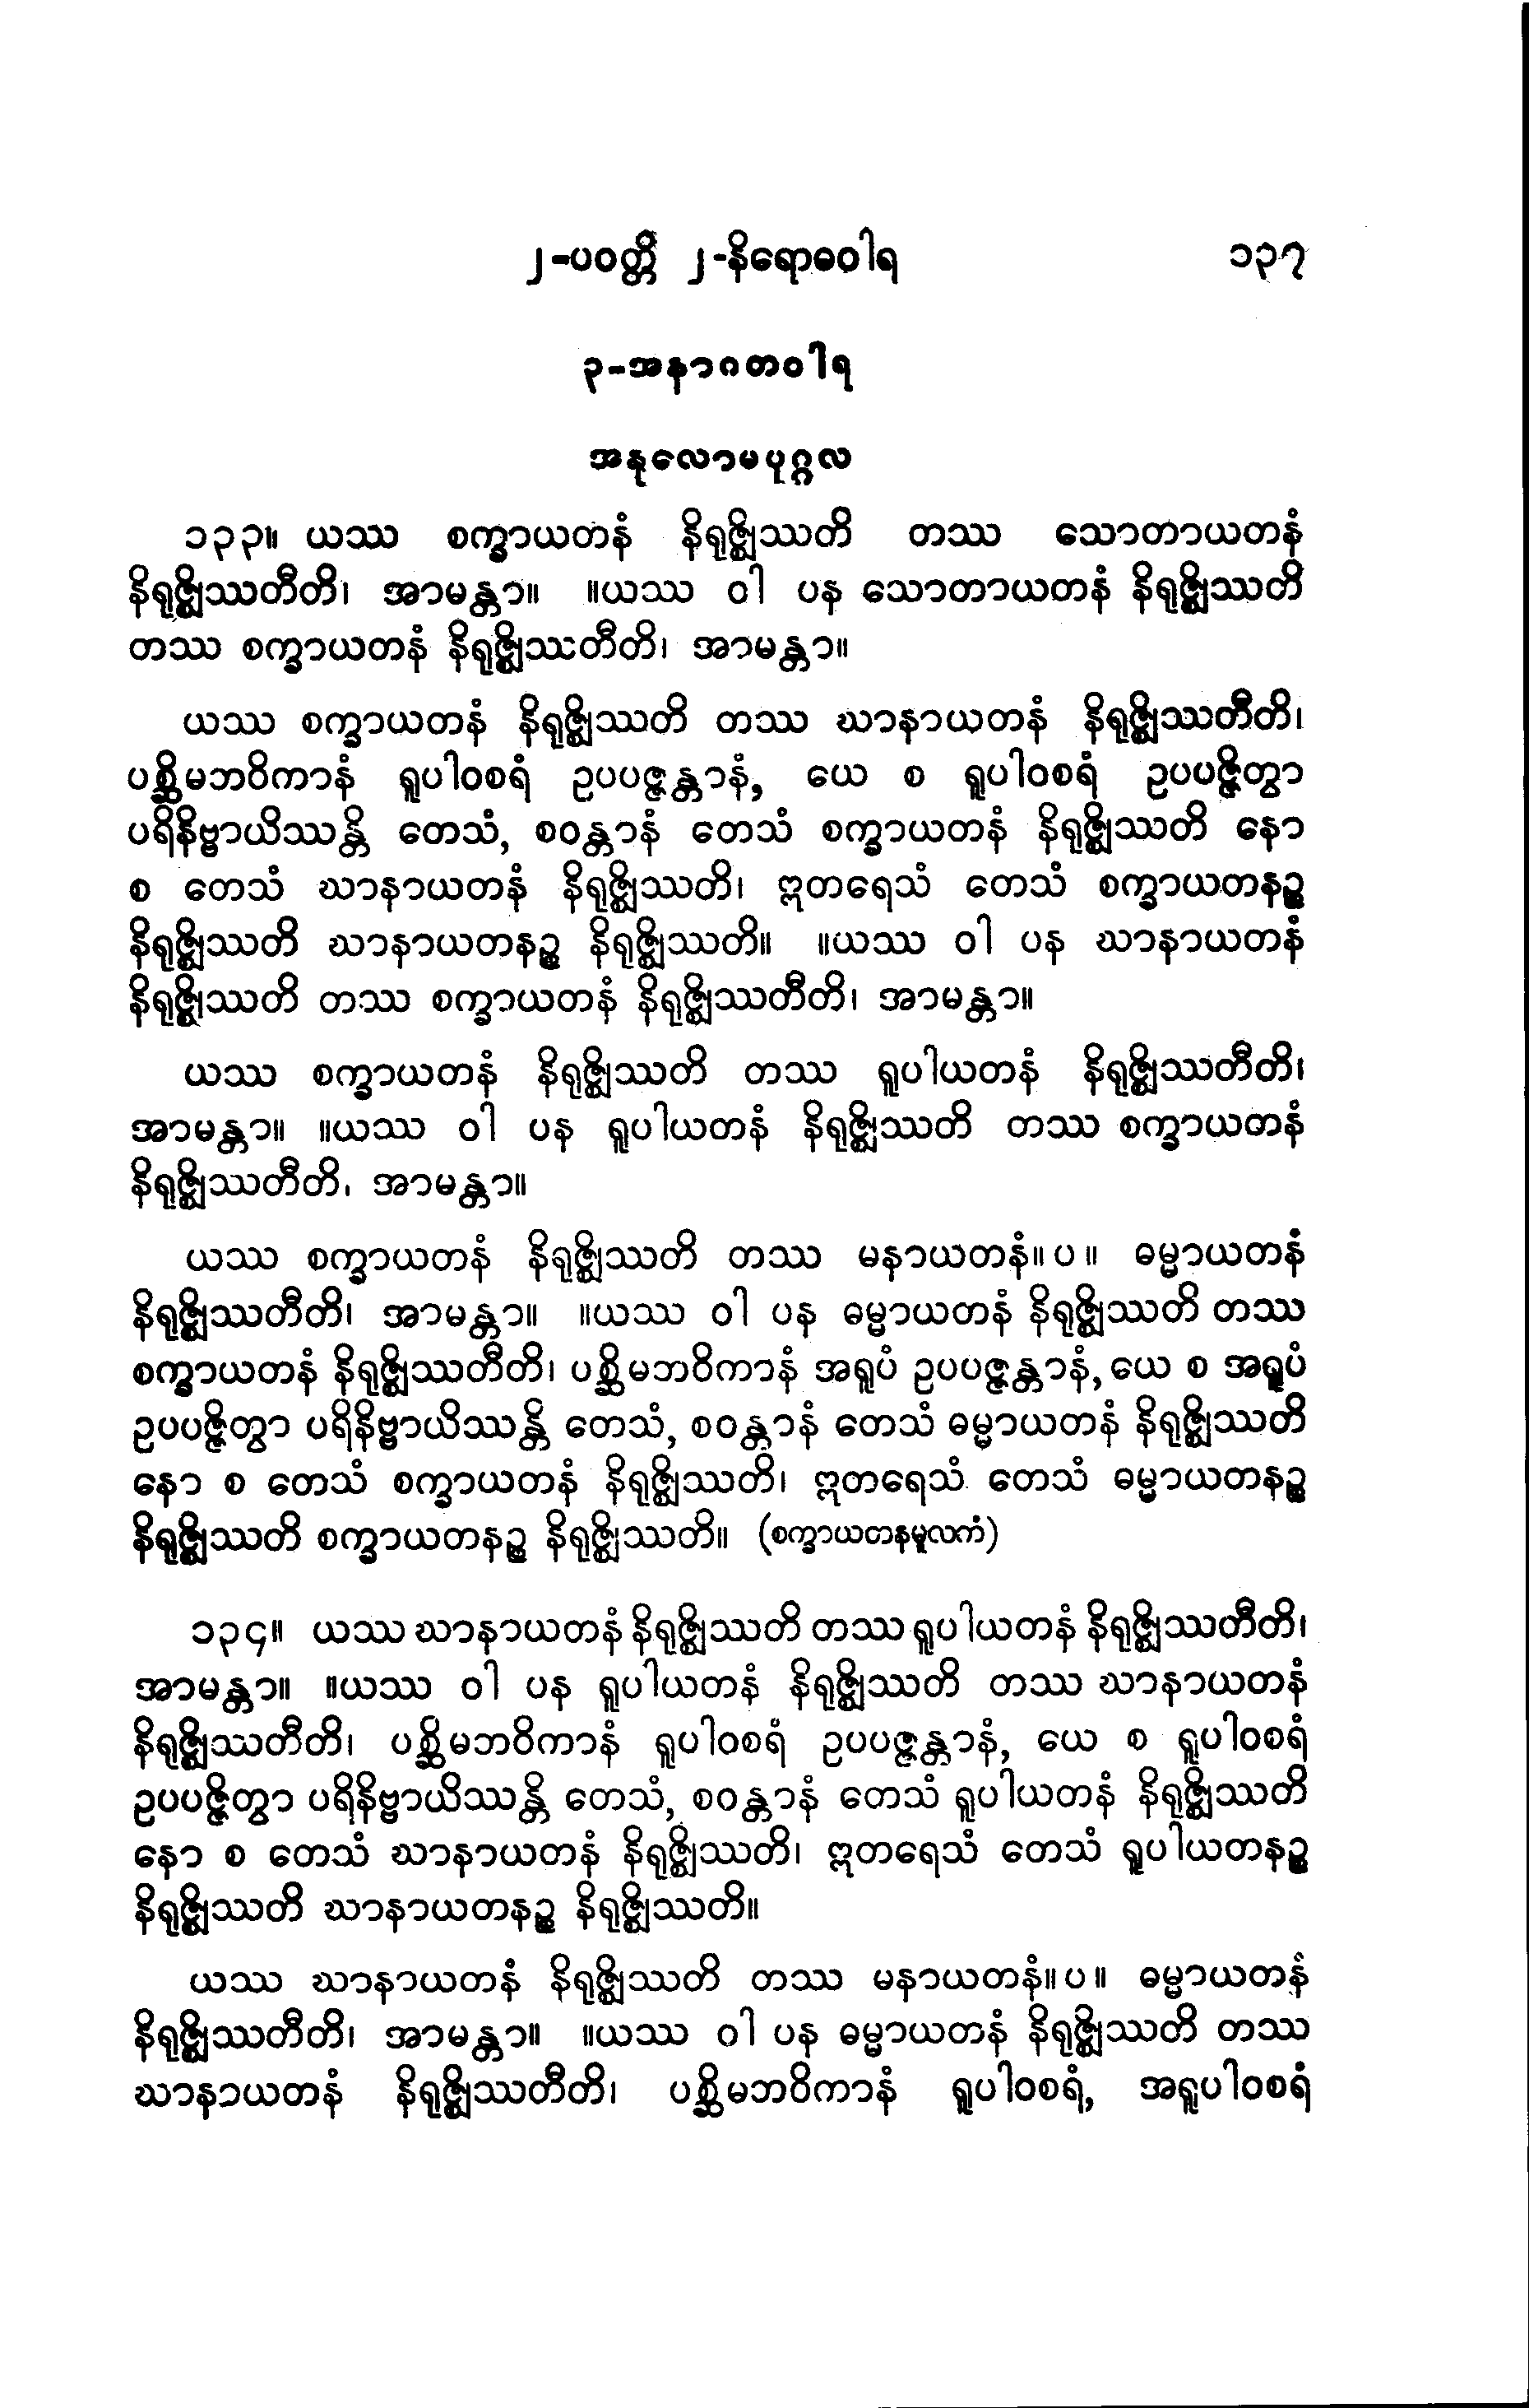 ၂-ပဝတ္တိ ၂-နိရောဓဝါရ ၁၃၇
၃-အနာဂတဝါရ
အနုလောမပုဂ္ဂလ
၁၃၃။ ယဿ စက္ခာယတနံ နိရုဇ္ဈိဿတိ တဿ သောတာယတနံ
နိရုဇ္ဈိဿတီတိ၊ အာမန္တာ။ ။ယဿ ဝါ ပန သောတာယတနံ နိရုဇ္ဈိဿတိ
တဿ စက္ခာယတနံ နိရုဇ္ဈိဿတီတိ၊ အာမန္တာ။
ယဿ စက္ခာယတနံ နိရုဇ္ဈိဿတိ တဿ ဃာနာယတနံ နိရုဇ္ဈိဿတီတိ၊
ပစ္ဆိမဘဝိကာနံ ရူပါဝစရံ ဥပပဇ္ဇန္တာနံ, ယေ စ ရူပါဝစရံ ဥပပဇ္ဇိတွာ
ပရိနိဗ္ဗာယိဿန္တိ တေသံ, စဝန္တာနံ တေသံ စက္ခာယတနံ နိရုဇ္ဈိဿတိ နော
စ တေသံ ဃာနာယတနံ နိရုဇ္ဈိဿတိ၊ ဣတရေသံ တေသံ စက္ခာယတနဉ္စ
နိရုဇ္ဈိဿတိ ဃာနာယတနဉ္စ နိရုဇ္ဈိဿတိ။ ။ယဿ ဝါ ပန ဃာနာယတနံ
နိရုဇ္ဈိဿတိ တဿ စက္ခာယတနံ နိရုဇ္ဈိဿတီတိ၊ အာမန္တာ။
ယဿ စက္ခာယတနံ နိရုဇ္ဈိဿတိ တဿ ရူပါယတနံ နိရုဇ္ဈိဿတီတိ၊
အာမန္တာ။ ။ယဿ ဝါ ပန ရူပါယတနံ နိရုဇ္ဈိဿတိ တဿ စက္ခာယတနံ
နိရုဇ္ဈိဿတီတိ၊ အာမန္တာ။
ယဿ စက္ခာယတနံ နိရုဇ္ဈိဿတိ တဿ မနာယတနံ။ပ။ ဓမ္မာယတနံ
နိရုဇ္ဈိဿတီတိ၊ အာမန္တာ။ ။ယဿ ဝါ ပန ဓမ္မာယတနံ နိရုဇ္ဈိဿတိ တဿ
စက္ခာယတနံ နိရုဇ္ဈိဿတီတိ၊ ပစ္ဆိမဘဝိကာနံ အရူပံ ဥပပဇ္ဇန္တာနံ, ယေ စ အရူပံ
ဥပပဇ္ဇိတွာ ပရိနိဗ္ဗာယိဿန္တိ တေသံ, စဝန္တာနံ တေသံ ဓမ္မာယတနံ နိရုဇ္ဈိဿတိ
နော စ တေသံ စက္ခာယတနံ နိရုဇ္ဈိဿတိ၊ ဣတရေသံ တေသံ ဓမ္မာယတနဉ္စ
နိရုဇ္ဈိဿတိ စက္ခာယတနဉ္စ နိရုဇ္ဈိဿတိ။ (စက္ခာယတနမူလကံ)
၁၃၄။ ယဿ ဃာနာယတနံ နိရုဇ္ဈိဿတိ တဿ ရူပါယတနံ နိရုဇ္ဈိဿတီတိ၊
အာမန္တာ။ ။ယဿ ဝါ ပန ရူပါယတနံ နိရုဇ္ဈိဿတိ တဿ ဃာနာယတနံ
နိရုဇ္ဈိဿတီတိ၊ ပစ္ဆိမဘဝိကာနံ ရူပါဝစရံ ဥပပဇ္ဇန္တာနံ, ယေ စ ရူပါဝစရံ
ဥပပဇ္ဇိတွာ ပရိနိဗ္ဗာယိဿန္တိ တေသံ, စဝန္တာနံ တေသံ ရူပါယတနံ နိရုဇ္ဈိဿတိ
နော စ တေသံ ဃာနာယတနံ နိရုဇ္ဈိဿတိ၊ ဣတရေသံ တေသံ ရူပါယတနဉ္စ
နိရုဇ္ဈိဿတိ ဃာနာယတနဉ္စ နိရုဇ္ဈိဿတိ။
ယဿ ဃာနာယတနံ နိရုဇ္ဈိဿတိ တဿ မနာယတနံ။ပ။ ဓမ္မာယတနံ
နိရုဇ္ဈိဿတီတိ၊ အာမန္တာ။ ။ယဿ ဝါ ပန ဓမ္မာယတနံ နိရုဇ္ဈိဿတိ တဿ
ဃာနာယတနံ နိရုဇ္ဈိဿတီတိ၊ ပစ္ဆိမဘဝိကာနံ ရူပါဝစရံ, အရူပါဝစရံ